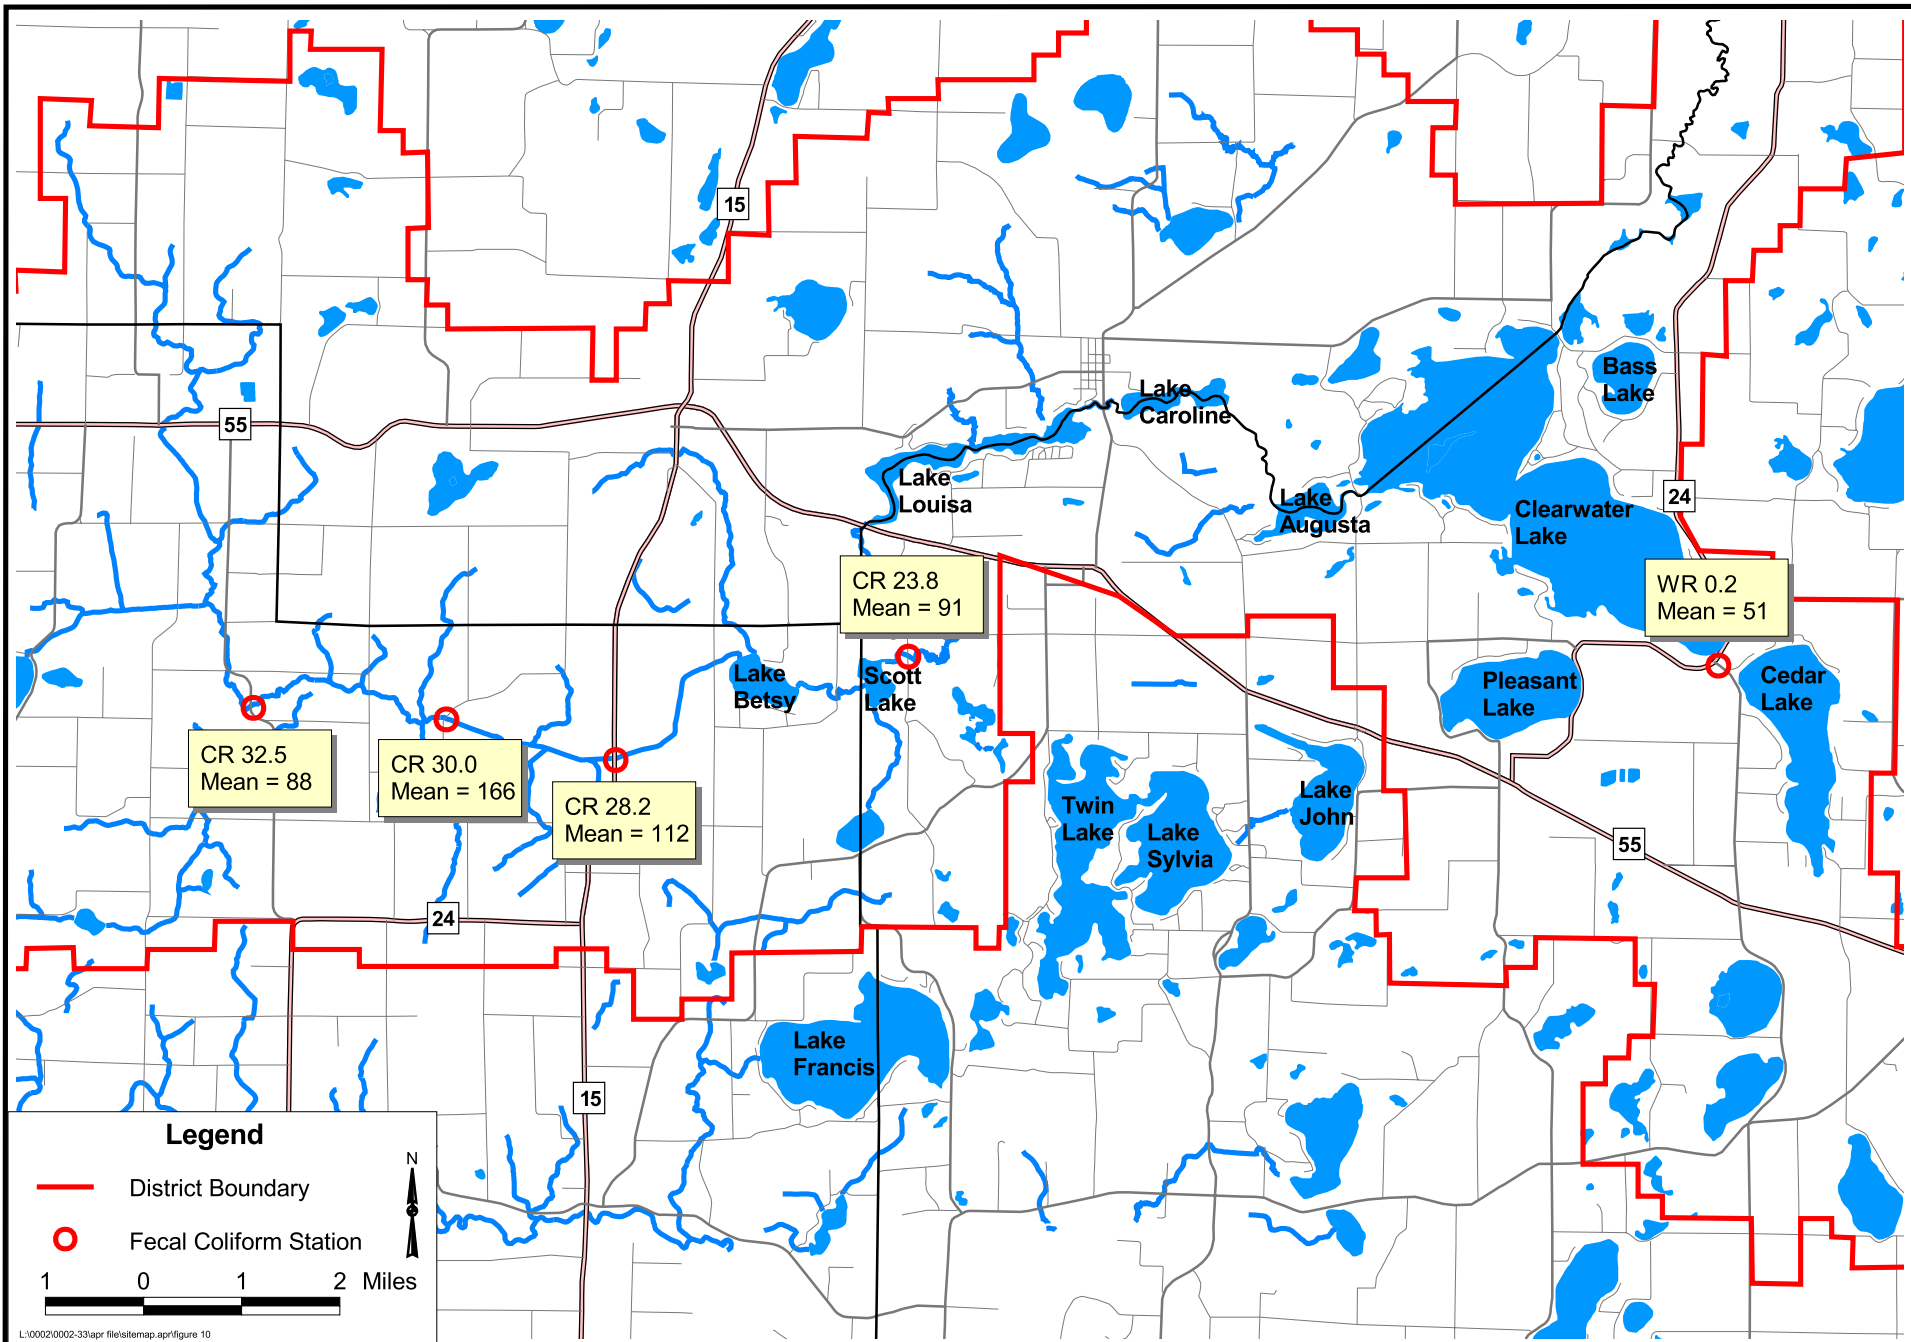 15
55
Bass
Lake
Lake
Caroline
Lake
Louisa
Lake
Augusta
24
Clearwater
Lake
CR 23.8
Mean = 91
WR 0.2
Mean = 51
Lake
Betsy
Scott
Lake
Pleasant
Lake
Cedar
Lake
CR 32.5
Mean = 88
CR 30.0
Mean = 166
CR 28.2
Mean = 112
Twin
Lake
Lake
Sylvia
Lake
John
55
24
Lake
Francis
15
Legend
N
District Boundary
Fecal Coliform Station
1 0 1 2 Miles
L:\0002\0002-33\apr file\sitemap.apr\figure 10